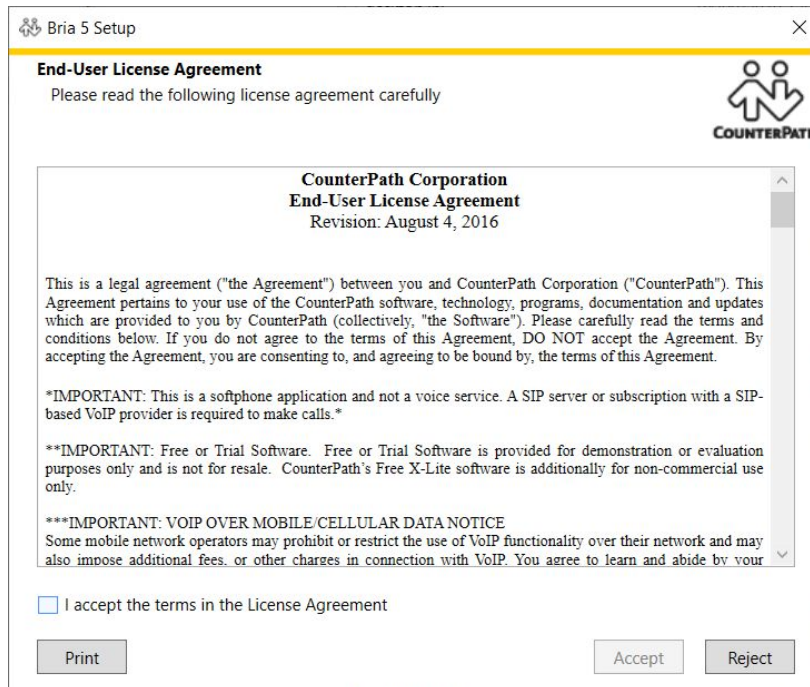 Bria 5 Setup
End-User License Agreement
Please read the following license agreement carefully
COUNTERPATH
CounterPath Corporation
End-User License Agreement
Revision: August 4, 2016
This is a legal agreement ("the Agreement") between you and CounterPath Corporation ("CounterPath"). This
Agreement pertains to your use of the CounterPath software, technology, programs, documentation and updates
which are provided to you by CounterPath (collectively, "the Software"). Please carefully read the terms and
conditions below. If you do not agree to the terms of this Agreement, DO NOT accept the Agreement. By
accepting the Agreement, you are consenting to, and agreeing to be bound by, the terms of this Agreement.
*IMPORTANT: This is a softphone application and not a voice service. A SIP server or subscription with a SIP-
based VoIP provider is required to make calls.*
**IMPORTANT: Free or Trial Software. Free or Trial Software is provided for demonstration or evaluation
purposes only and is not for resale. CounterPath's Free X-Lite software is additionally for non-commercial use
only.
***IMPORTANT: VOIP OVER MOBILE/CELLULAR DATA NOTICE
Some mobile network operators may prohibit or restrict the use of VoIP functionality over their network and may
also impose additional fees, or other charges in connection with VoIP. You agree to learn and abide by your
I accept the terms in the License Agreement
Print
Accept
Reject